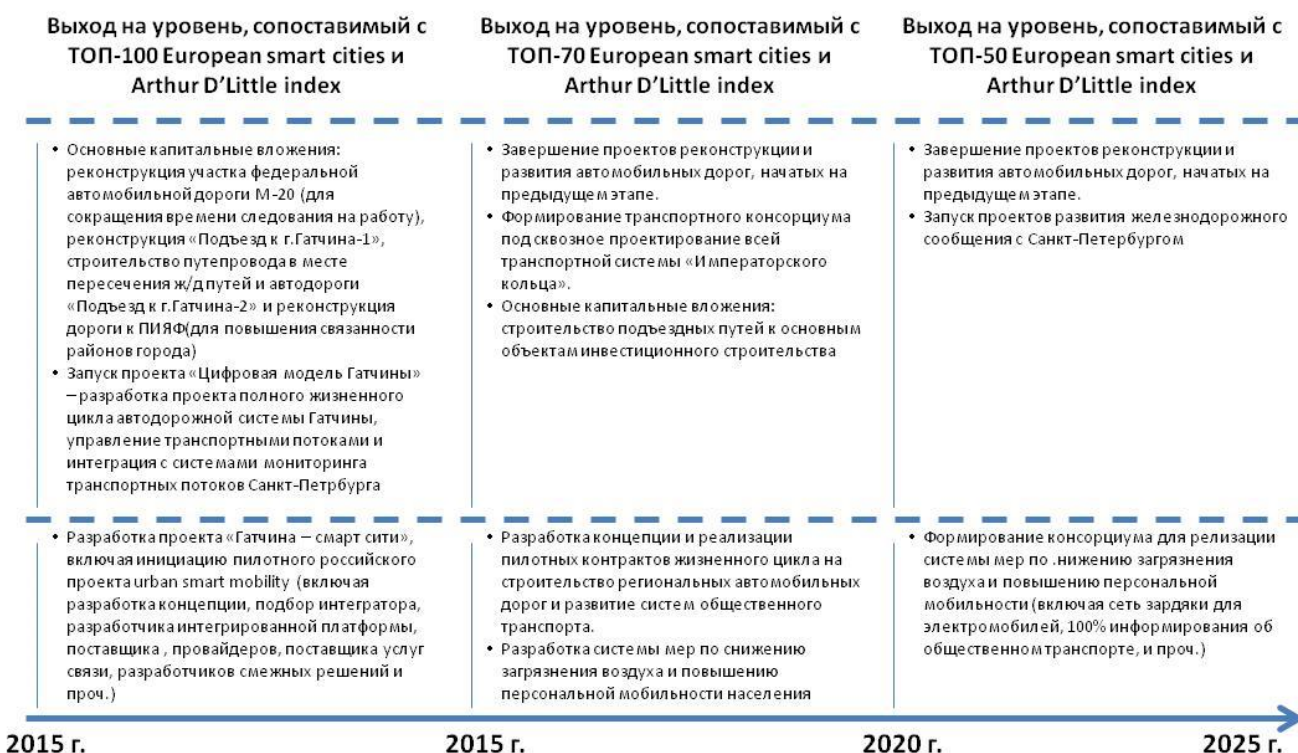 Выход на уровень, сопоставимый с
ТОП-100 European smart cities и
Arthur D’Little index
Выход на уровень, сопоставимый с
ТОП-70 European smart cities и
Arthur D’Little index
Выход на уровень, сопоставимый с
ТОП-50 European smart cities и
Arthur D’Little index
• Основные капитальные вложения:
реконструкция участка федеральной
автомобильной дороги М-20 (для
сокращения времени следования на работу),
реконструкция «Подъезд к г.Гатчина-1»,
строительство путепровода в месте
пересечения ж/д путей и автодороги
«Подъезд к г.Гатчина-2» и реконструкция
дороги к ПИЯФ(для повышения связанности
районов города)
• Запуск проекта «Цифровая модель Гатчины»
– разработка проекта полного жизненного
цикла автодорожной системы Гатчины,
управление транспортными потоками и
интеграция с системами мониторинга
транспортных потоков Санкт-Петрбурга
• Завершение проектов реконструкции и
развития автомобильных дорог, начатых на
предыдущем этапе.
• Формирование транспортного консорциума
под сквозное проектирование всей
транспортной системы «Императорского
кольца».
• Основные капитальные вложения:
строительство подъездных путей к основным
объектам инвестиционного строительства
• Завершение проектов реконструкции и
развития автомобильных дорог, начатых на
предыдущем этапе.
• Запуск проектов развития железнодорожного
сообщения с Санкт-Петербургом
• Разработка проекта «Гатчина – смарт сити»,
включая инициацию пилотного российского
проекта urban smart mobility (включая
разработка концепции, подбор интегратора,
разработчика интегрированной платформы,
поставщика , провайдеров, поставщика услуг
связи, разработчиков смежных решений и
проч.)
• Разработка концепции и реализации
пилотных контрактов жизненного цикла на
строительство региональных автомобильных
дорог и развитие систем общественного
транспорта.
• Разработка системы мер по снижению
загрязнения воздуха и повышению
персональной мобильности населения
• Формирование консорциума для релизации
системы мер по .нижению загрязнения
воздуха и повышению персональной
мобильности (включая сеть зардяки для
электромобилей, 100% информирования об
общественном транспорте, и проч.)
2015 г.
2015 г.
2020 г.
2025 г.